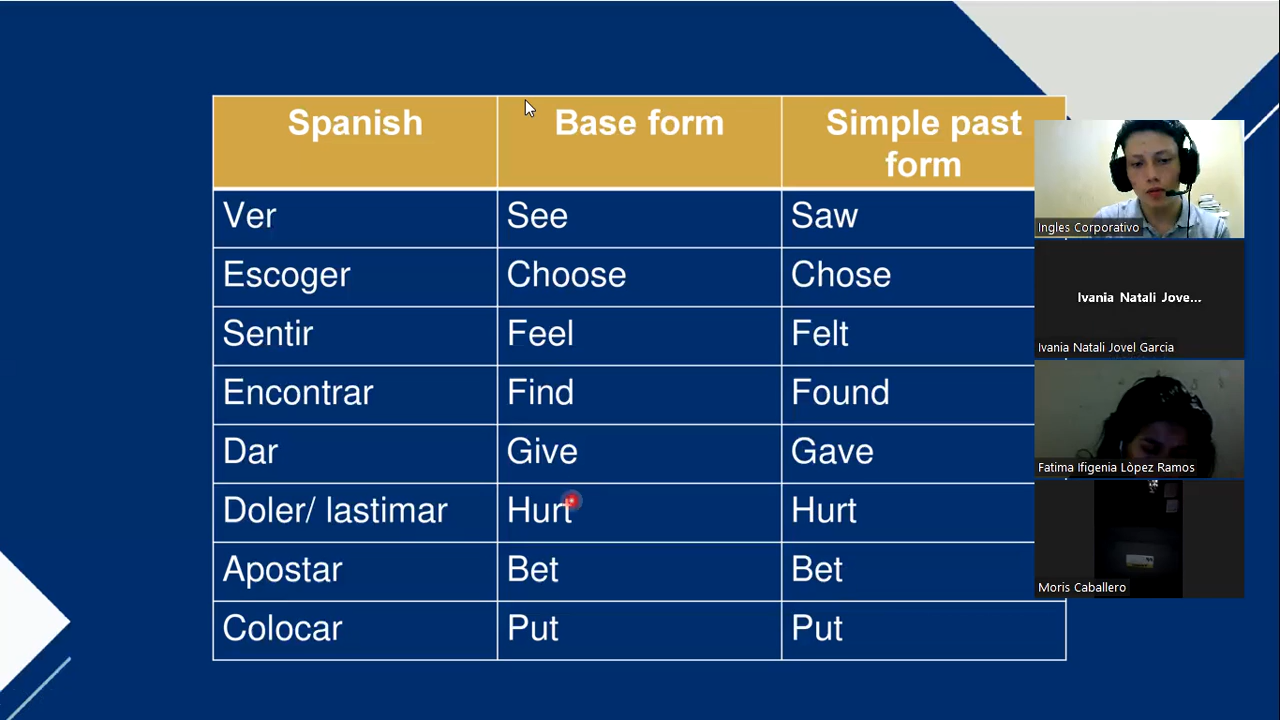 Spanish Base form Simple past
form
Ver See Saw
Escoger Choose Chose
Sentir Feel Felt
Encontrar Find Found
Dar Give Gave
Doler/ lastimar Hurt Hurt
Apostar Bet Bet
Colocar Put Put
Ingles Corporativo
Ivania Natali Jove...
Ivania Natali Jovel Garcia
Fatima Ifigenia Lòpez Ramos
Moris Caballero